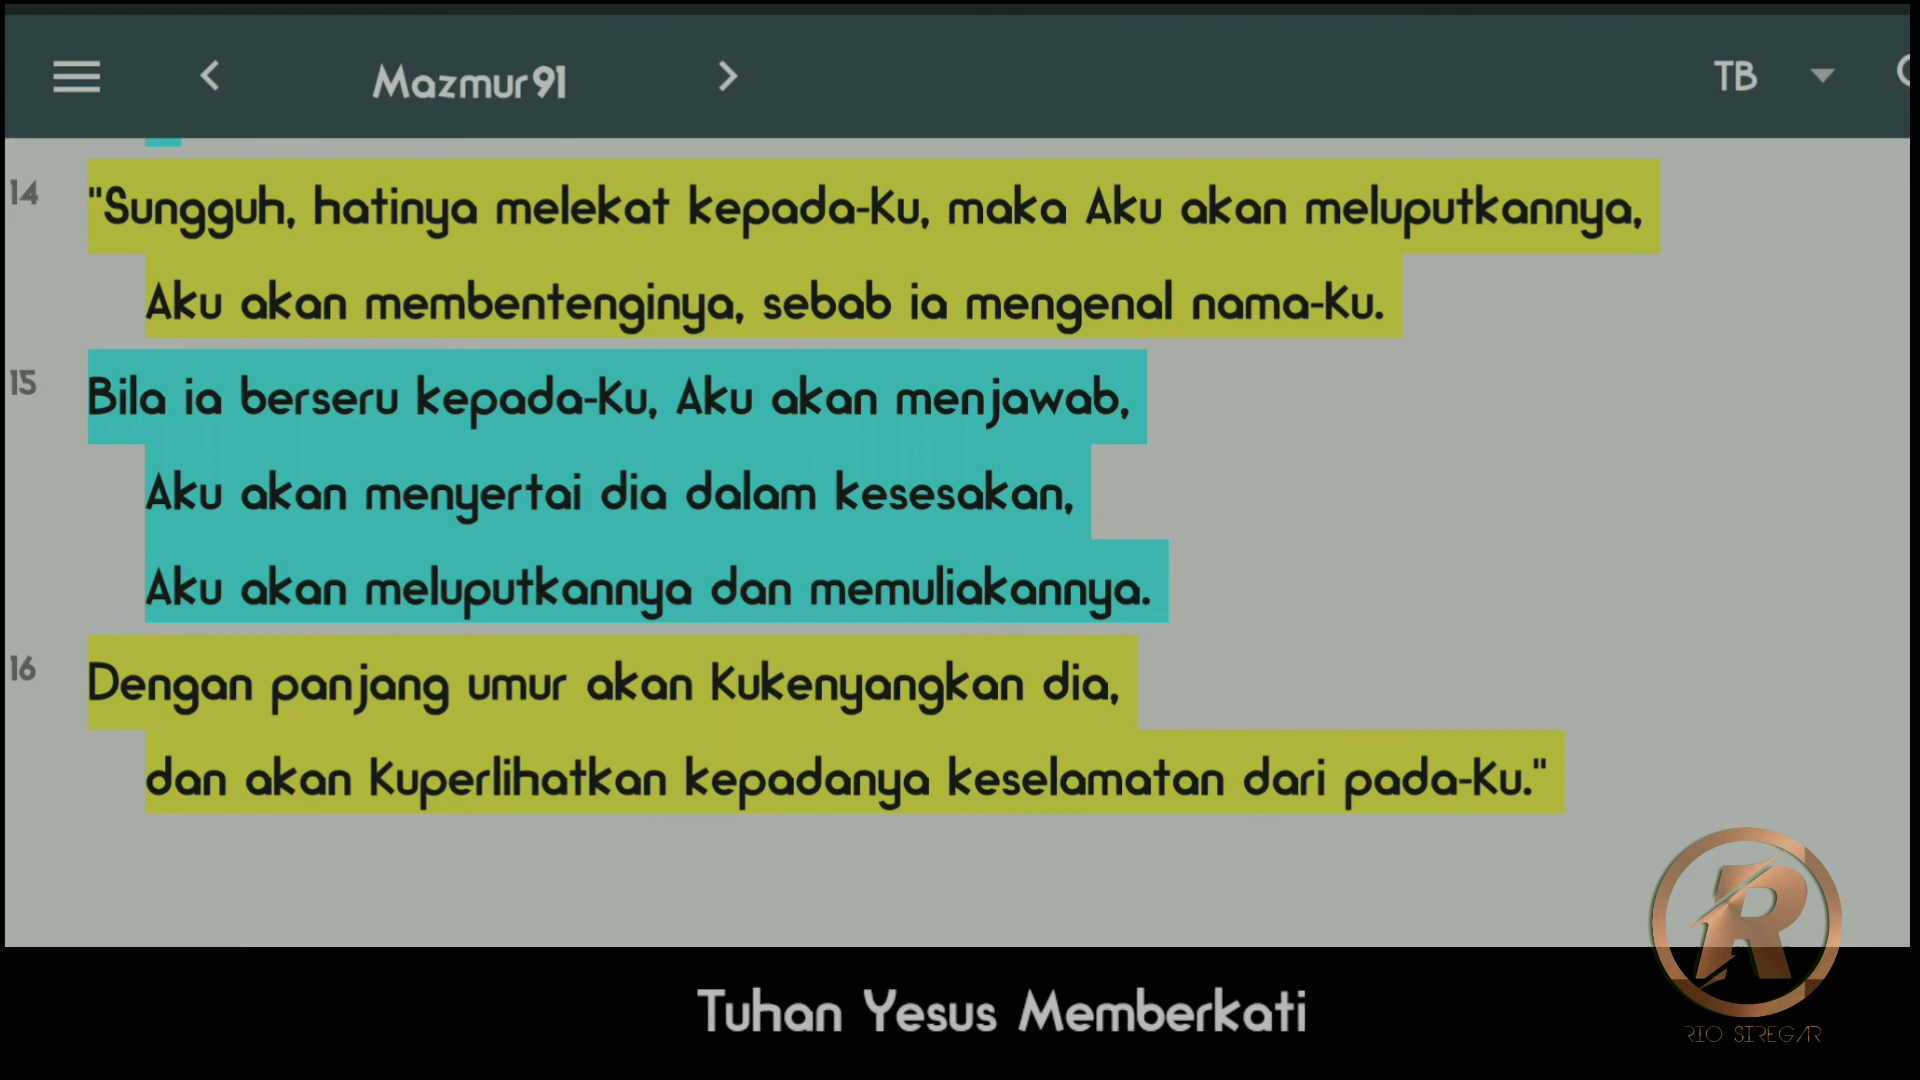 Mazmur 91
TB
14
"Sungguh, hatinya melekat kepada-Ku, maka Aku akan meluputkannya,
Aku akan membentenginya, sebab ia mengenal nama-Ku.
15
Bila ia berseru kepada-Ku, Aku akan menjawab,
Aku akan menyertai dia dalam kesesakan,
Aku akan meluputkannya dan memuliakannya.
16
Dengan panjang umur akan Kukenyangkan dia,
dan akan Kuperlihatkan kepadanya keselamatan dari pada-Ku."
R
RIO SIREGAR
Tuhan Yesus Memberkati